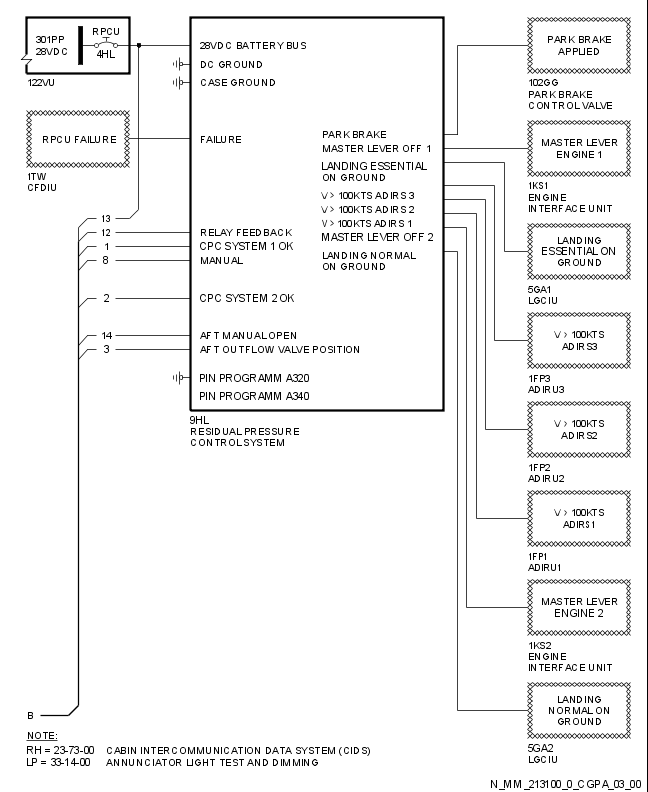 301PP
28VDC
RPCU
4HL
122VU
28VDC BATTERY BUS
DC GROUND
CASE GROUND
RPCU FAILURE
1TW
CFDIU
FAILURE
13
12
RELAY FEEDBACK
1
CPC SYSTEM 1 OK
8
MANUAL
2
CPC SYSTEM 2 OK
14
AFT MANUAL OPEN
3
AFT OUTFLOW VALVE POSITION
PIN PROGRAMM A320
PIN PROGRAMM A340
9HL
RESIDUAL PRESSURE
CONTROL SYSTEM
PARK BRAKE
MASTER LEVER OFF 1
LANDING ESSENTIAL
ON GROUND
V > 100KTS ADIRS 3
V > 100KTS ADIRS 2
V > 100KTS ADIRS 1
MASTER LEVER OFF 2
LANDING NORMAL
ON GROUND
PARK BRAKE
APPLIED
102GG
PARK BRAKE
CONTROL VALVE
MASTER LEVER
ENGINE 1
1KS1
ENGINE
INTERFACE UNIT
LANDING
ESSENTIAL ON
GROUND
5GA1
LGCIU
V > 100KTS
ADIRS3
1FP3
ADIRU3
V > 100KTS
ADIRS2
1FP2
ADIRU2
V > 100KTS
ADIRS1
1FP1
ADIRU1
MASTER LEVER
ENGINE 2
1KS2
ENGINE
INTERFACE UNIT
LANDING
NORMAL ON
GROUND
5GA2
LGCIU
B
NOTE:
RH = 23-73-00 CABIN INTERCOMMUNICATION DATA SYSTEM (CIDS)
LP = 33-14-00 ANNUNCIATOR LIGHT TEST AND DIMMING
N_MM_213100_0_CGPA_03_00